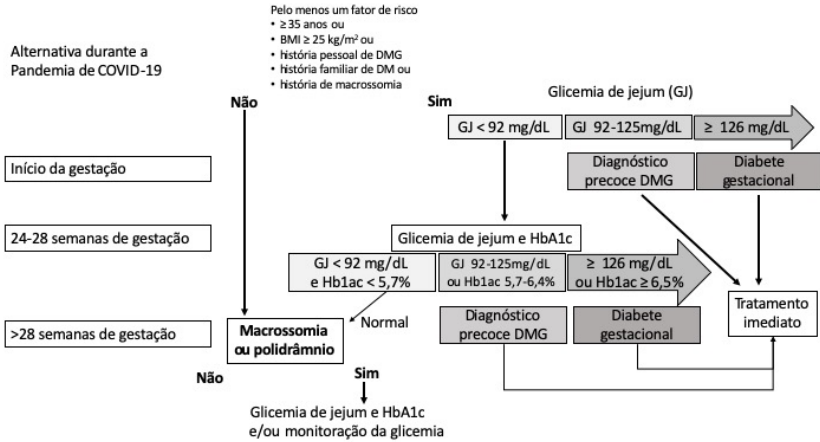 Pelo menos um fator de risco
• ≥ 35 anos ou
• BMI ≥ 25 kg/m² ou
• história pessoal de DMG
• história familiar de DM ou
• história de macrossomia
Alternativa durante a
Pandemia de COVID-19
Não
Sim
Glicemia de jejum (GJ)
GJ < 92 mg/dL
GJ 92-125mg/dL
≥ 126 mg/dL
Início da gestação
Diagnóstico
precoce DMG
Diabete
gestacional
24-28 semanas de gestação
Glicemia de jejum e HbA1c
GJ < 92 mg/dL
e Hb1ac < 5,7%
GJ 92-125mg/dL
ou Hb1ac 5,7-6,4%
≥ 126 mg/dL
ou Hb1ac ≥ 6,5%
Tratamento
imediato
>28 semanas de gestação
Macrossomia
ou polidrâmnio
Normal
Diagnóstico
precoce DMG
Diabete
gestacional
Não
Sim
Glicemia de jejum e HbA1c
e/ou monitoração da glicemia